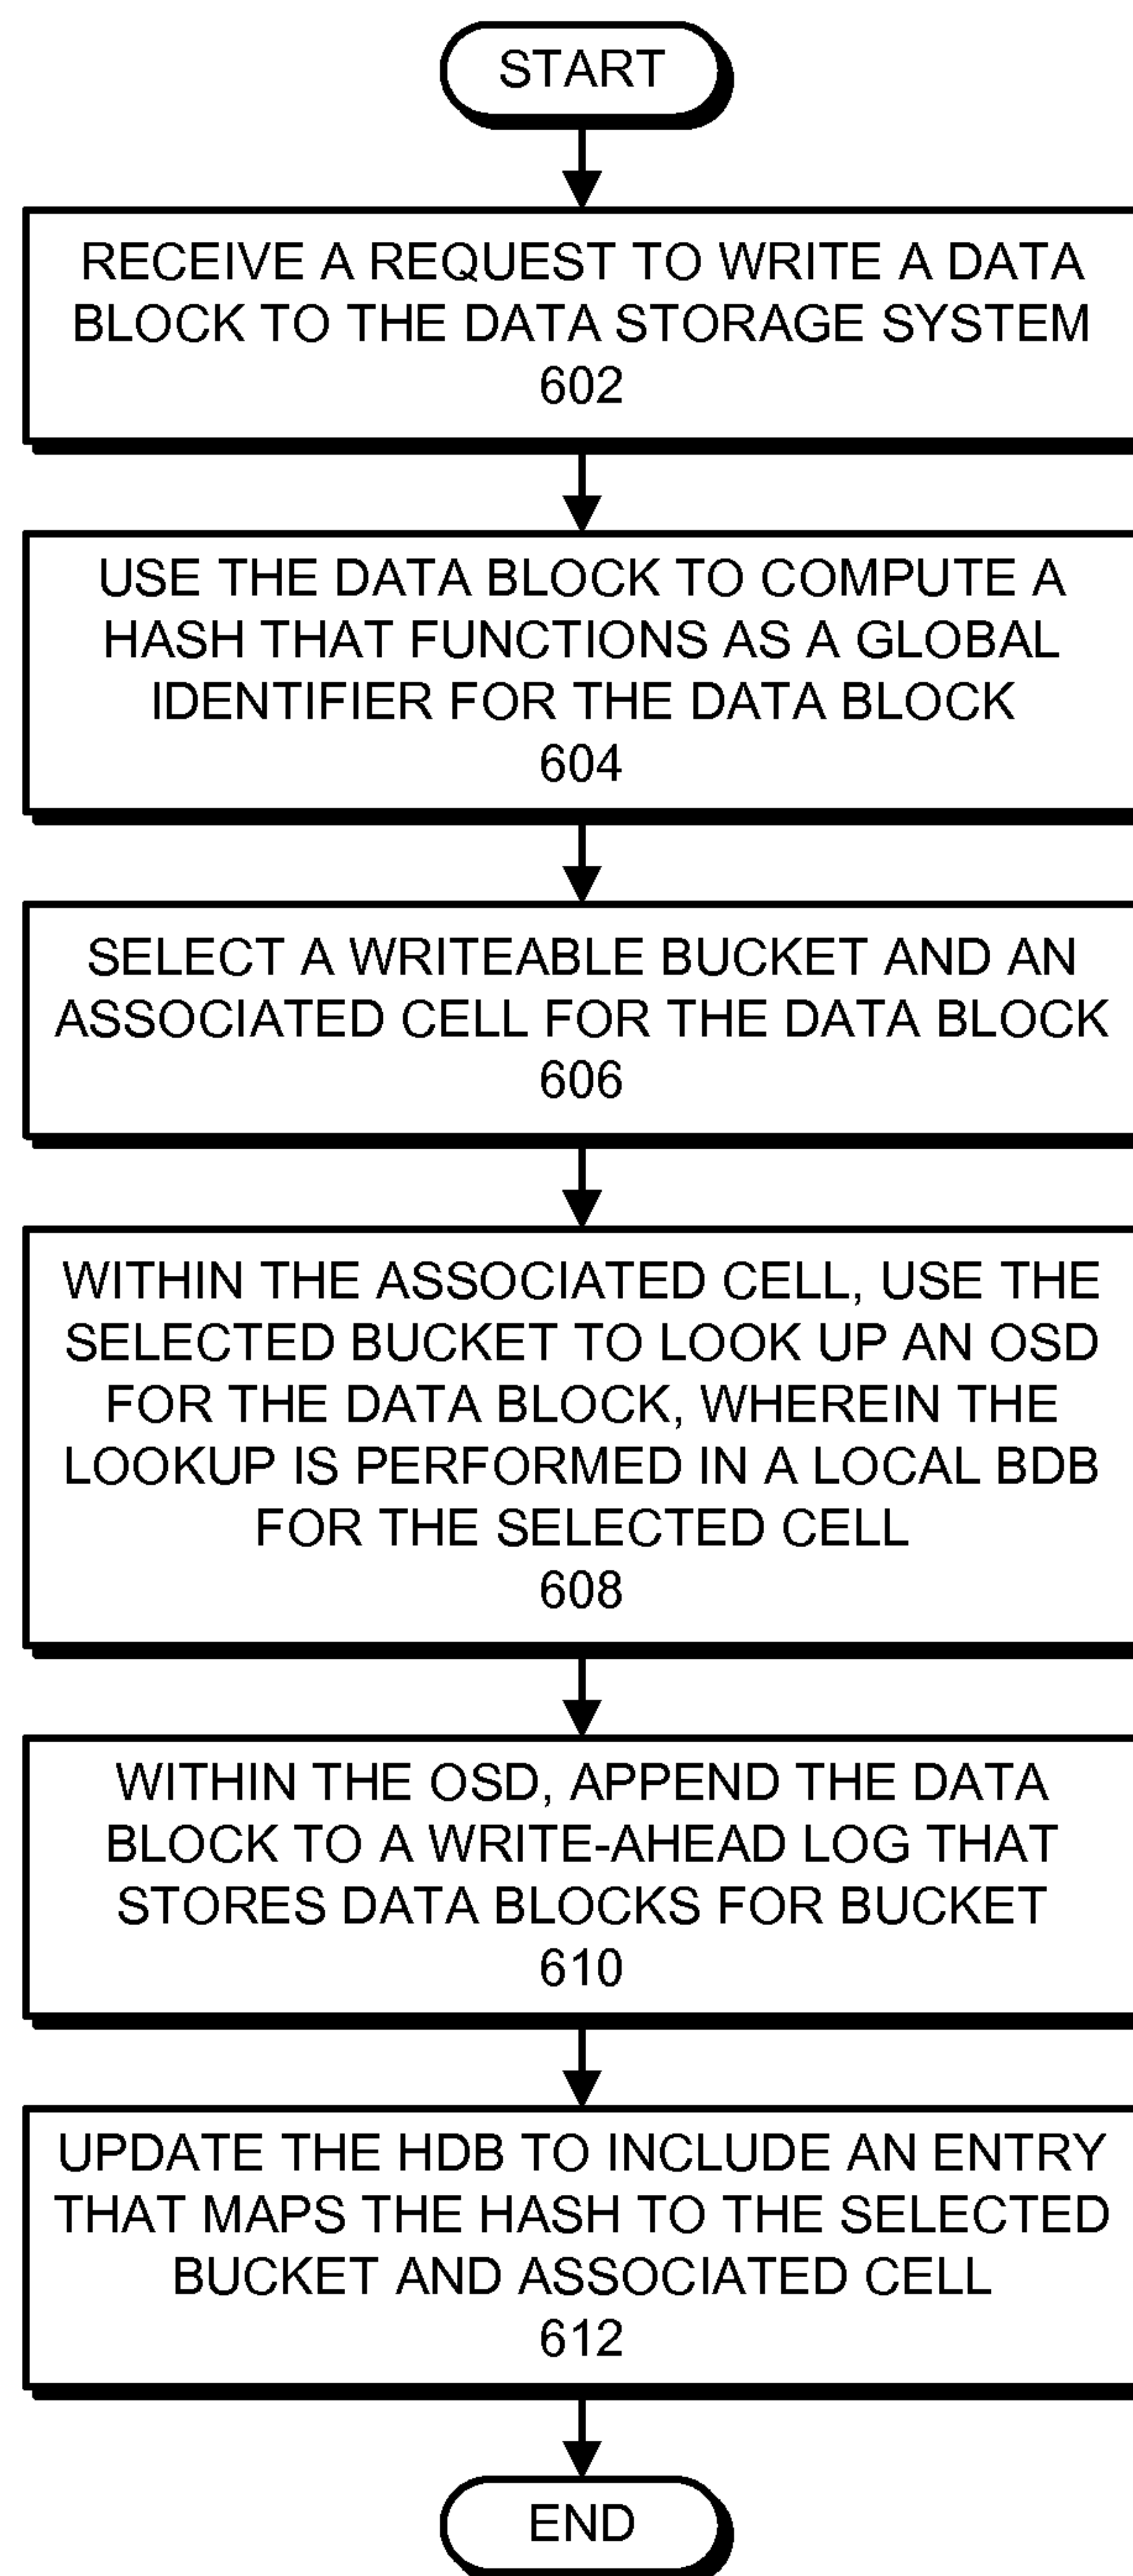 START
RECEIVE A REQUEST TO WRITE A DATA
BLOCK TO THE DATA STORAGE SYSTEM
602
USE THE DATA BLOCK TO COMPUTE A
HASH THAT FUNCTIONS AS A GLOBAL
IDENTIFIER FOR THE DATA BLOCK
604
SELECT A WRITEABLE BUCKET AND AN
ASSOCIATED CELL FOR THE DATA BLOCK
606
WITHIN THE ASSOCIATED CELL, USE THE
SELECTED BUCKET TO LOOK UP AN OSD
FOR THE DATA BLOCK, WHEREIN THE
LOOKUP IS PERFORMED IN A LOCAL BDB
FOR THE SELECTED CELL
608
WITHIN THE OSD, APPEND THE DATA
BLOCK TO A WRITE-AHEAD LOG THAT
STORES DATA BLOCKS FOR BUCKET
610
UPDATE THE HDB TO INCLUDE AN ENTRY
THAT MAPS THE HASH TO THE SELECTED
BUCKET AND ASSOCIATED CELL
612
END